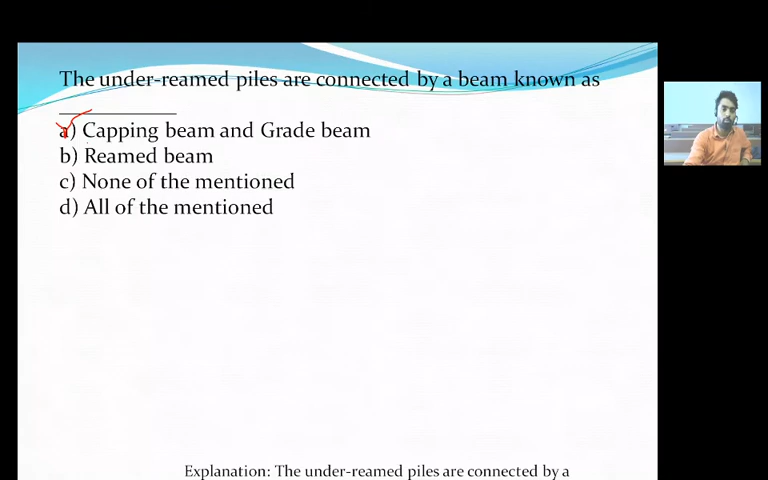 The under-reamed piles are connected by a beam known as
____________
a) Capping beam and Grade beam
b) Reamed beam
c) None of the mentioned
d) All of the mentioned
Explanation: The under-reamed piles are connected by a